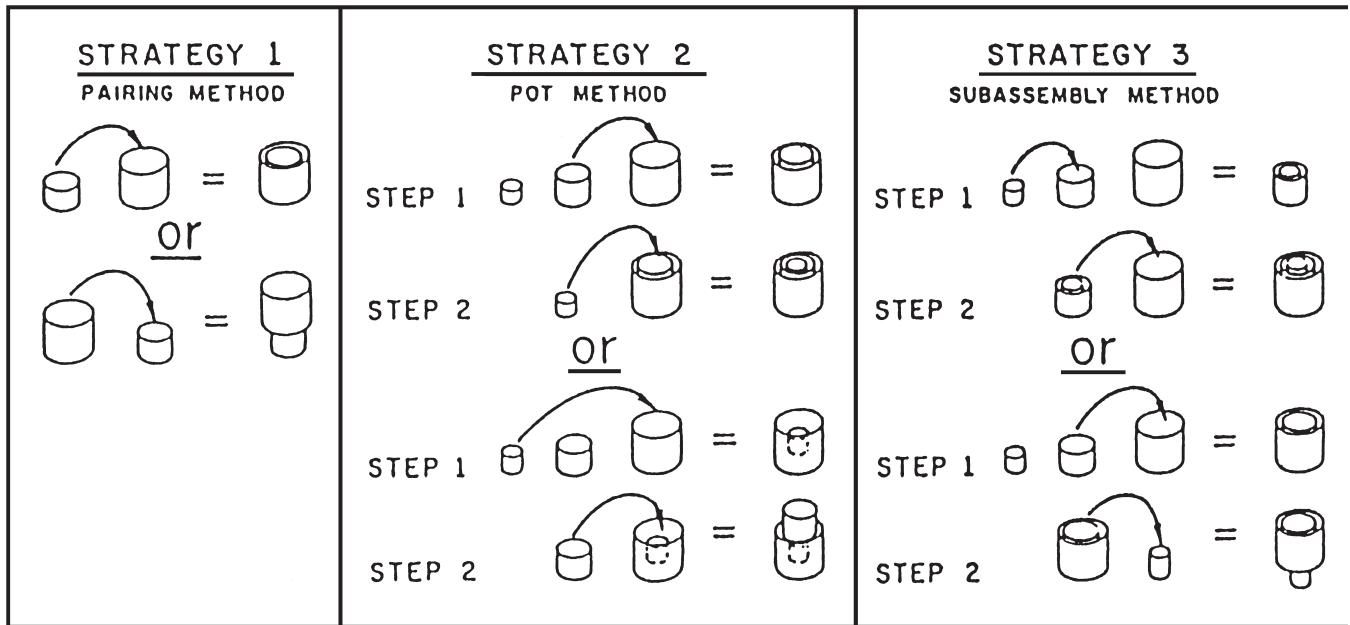 STRATEGY 1
PAIRING METHOD
=
or
=
STRATEGY 2
POT METHOD
STEP 1 =
STEP 2 =
or
STEP 1 =
STEP 2 =
STRATEGY 3
SUBASSEMBLY METHOD
STEP 1 =
STEP 2 =
or
STEP 1 =
STEP 2 =